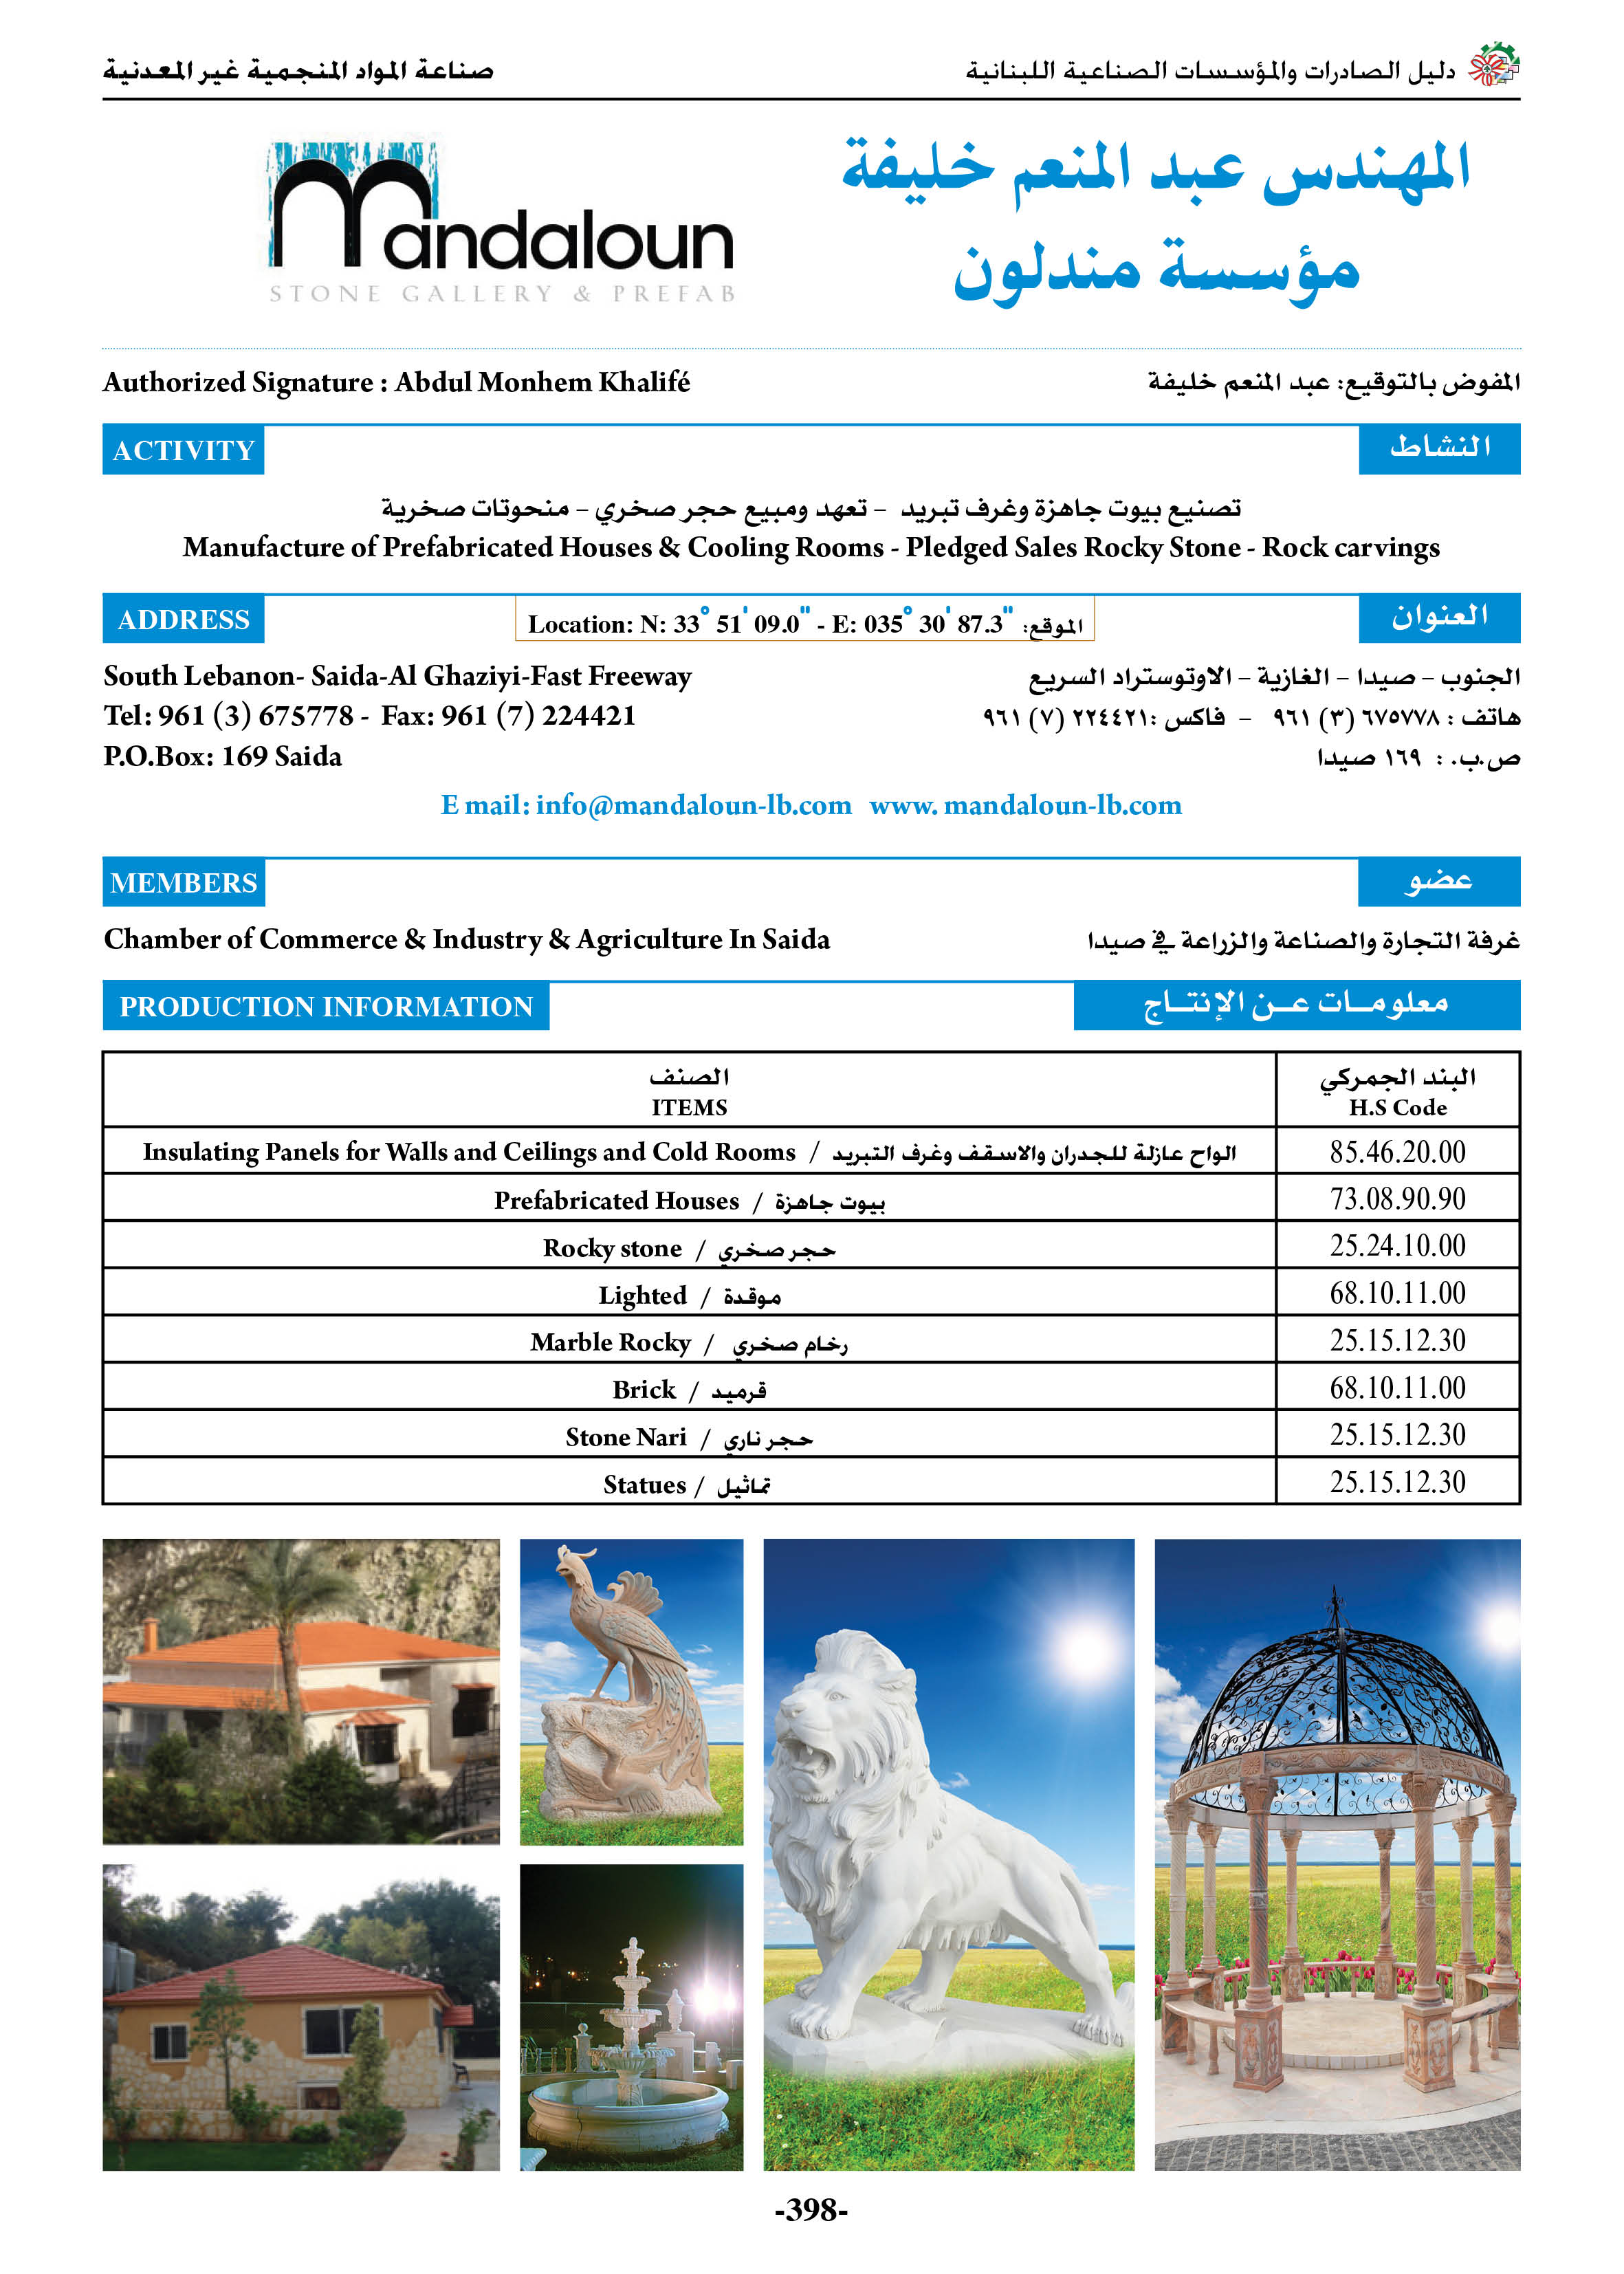 دليل الصادرات والمؤسسات الصناعية اللبنانية
صناعة المواد المنجمية غير المعدنية
المهندس عبد المنعم خليفة
مؤسسة مندلون
Mandaloun
STONE GALLERY & PREFAB
Authorized Signature : Abdul Monhem Khalifé
المفوض بالتوقيع: عبد المنعم خليفة
ACTIVITY
النشاط
تصنيع بيوت جاهزة وغرف تبريد – تعهد ومبيع حجر صخري – منحوتات صخرية
Manufacture of Prefabricated Houses & Cooling Rooms - Pledged Sales Rocky Stone - Rock carvings
ADDRESS
Location: N: 33° 51' 09.0" - E: 035° 30' 87.3" :الموقع
العنوان
South Lebanon- Saida-Al Ghaziyi-Fast Freeway
الجنوب – صيدا – الغازية – الاوتوستراد السريع
Tel: 961 (3) 675778 - Fax: 961 (7) 224421
هاتف : ٦٧٥٧٧٨ (٣) ٩٦١ – فاكس :٢٢٤٤٢١ (٧) ٩٦١
P.O.Box: 169 Saida
ص.ب. : ١٦٩ صيدا
E mail: info@mandaloun-lb.com www. mandaloun-lb.com
MEMBERS
عضو
Chamber of Commerce & Industry & Agriculture In Saida
غرفة التجارة والصناعة والزراعة في صيدا
PRODUCTION INFORMATION
معلومــات عــن الإنتــاج
الصنف
ITEMS
البند الجمركي
H.S Code
Insulating Panels for Walls and Ceilings and Cold Rooms / الواح عازلة للجدران والاسقف وغرف التبريد
85.46.20.00
Prefabricated Houses / بيوت جاهزة
73.08.90.90
Rocky stone / حجر صخري
25.24.10.00
Lighted / موقدة
68.10.11.00
Marble Rocky / رخام صخري
25.15.12.30
Brick / قرميد
68.10.11.00
Stone Nari / حجر ناري
25.15.12.30
Statues / تماثيل
25.15.12.30
-398-